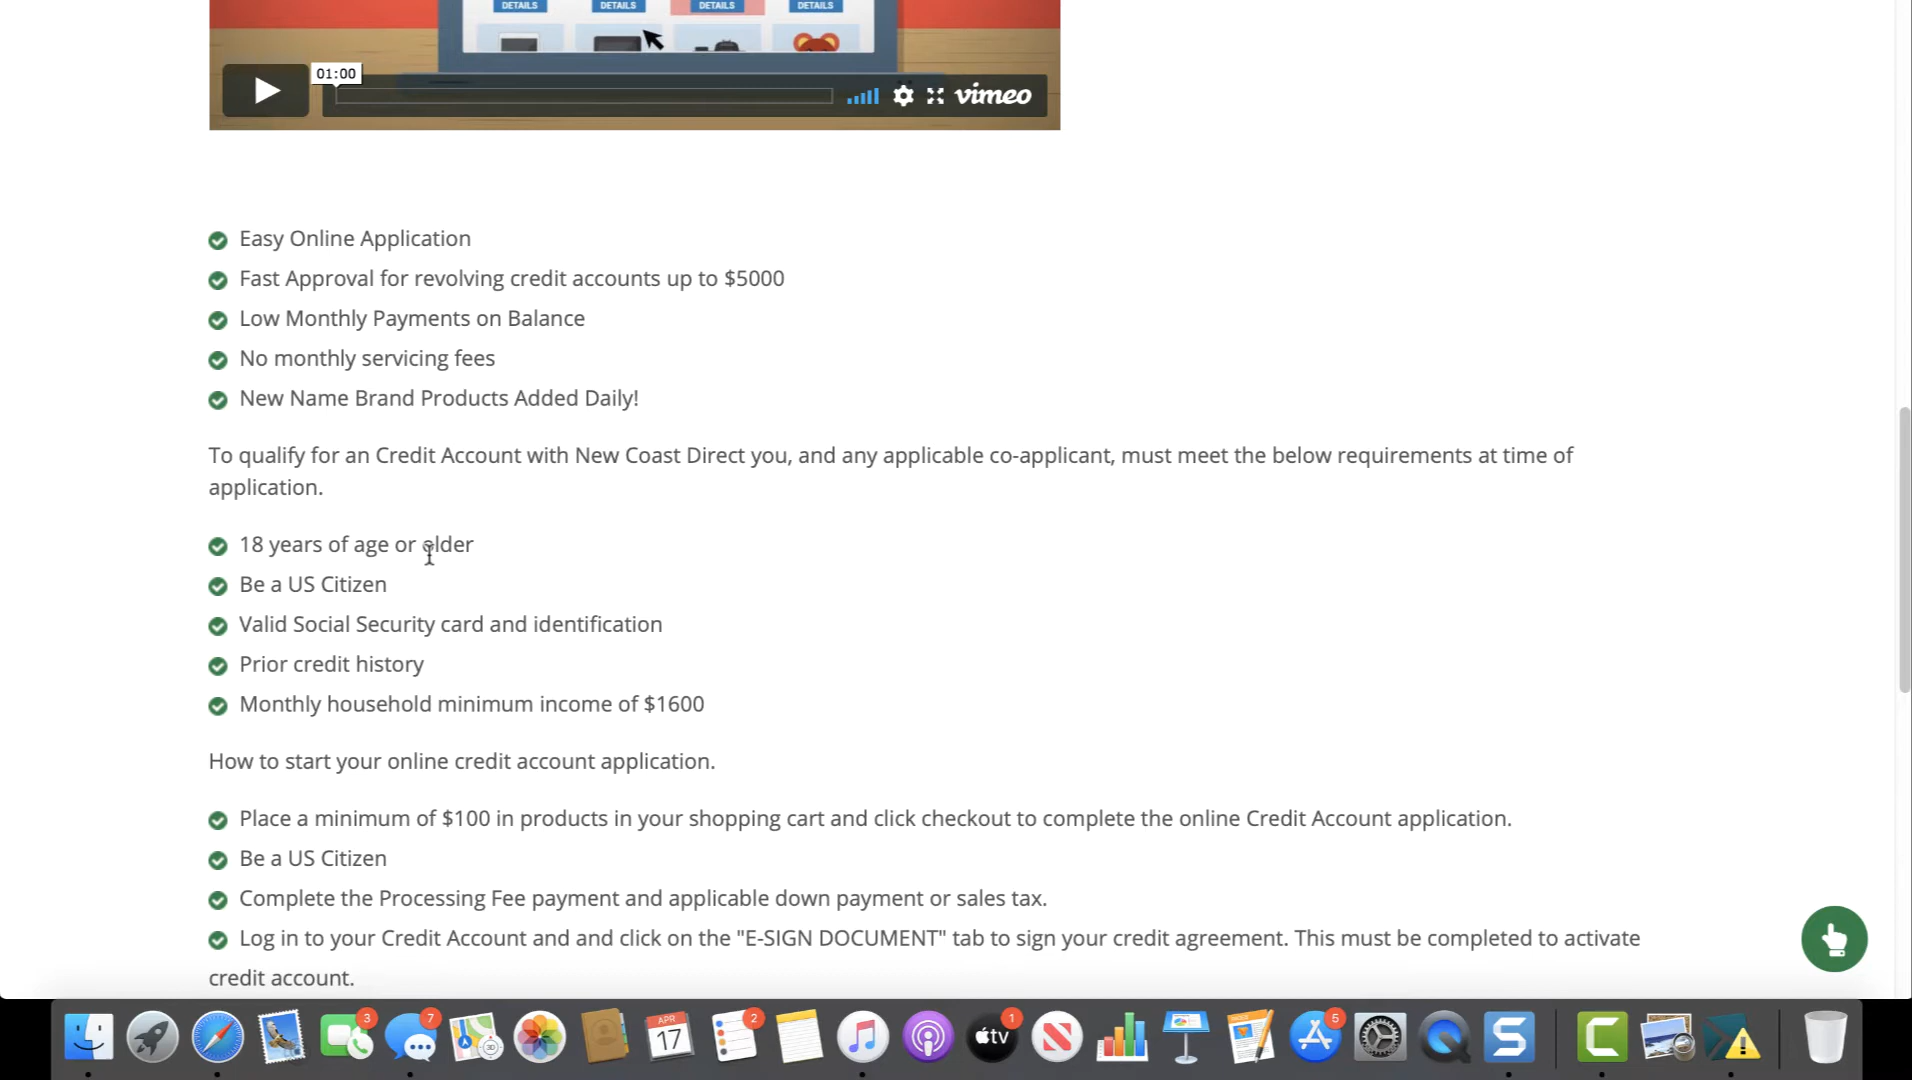 DETAILS DETAILS DETAILS DETAILS
01:00
vimeo
Easy Online Application
Fast Approval for revolving credit accounts up to $5000
Low Monthly Payments on Balance
No monthly servicing fees
New Name Brand Products Added Daily!
To qualify for an Credit Account with New Coast Direct you, and any applicable co-applicant, must meet the below requirements at time of
application.
18 years of age or older
Be a US Citizen
Valid Social Security card and identification
Prior credit history
Monthly household minimum income of $1600
How to start your online credit account application.
Place a minimum of $100 in products in your shopping cart and click checkout to complete the online Credit Account application.
Be a US Citizen
Complete the Processing Fee payment and applicable down payment or sales tax.
Log in to your Credit Account and and click on the "E-SIGN DOCUMENT" tab to sign your credit agreement. This must be completed to activate
credit account.
3 7 3D APR 17 2 tv 1 5